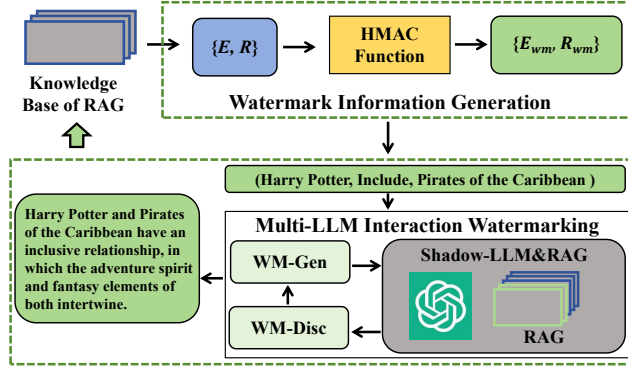 Knowledge
Base of RAG
{E, R}
HMAC
Function
{E_wm, R_wm}
Watermark Information Generation
(Harry Potter, Include, Pirates of the Caribbean )
Harry Potter and Pirates
of the Caribbean have an
inclusive relationship, in
which the adventure spirit
and fantasy elements of
both intertwine.
Multi-LLM Interaction Watermarking
WM-Gen
WM-Disc
Shadow-LLM&RAG
RAG